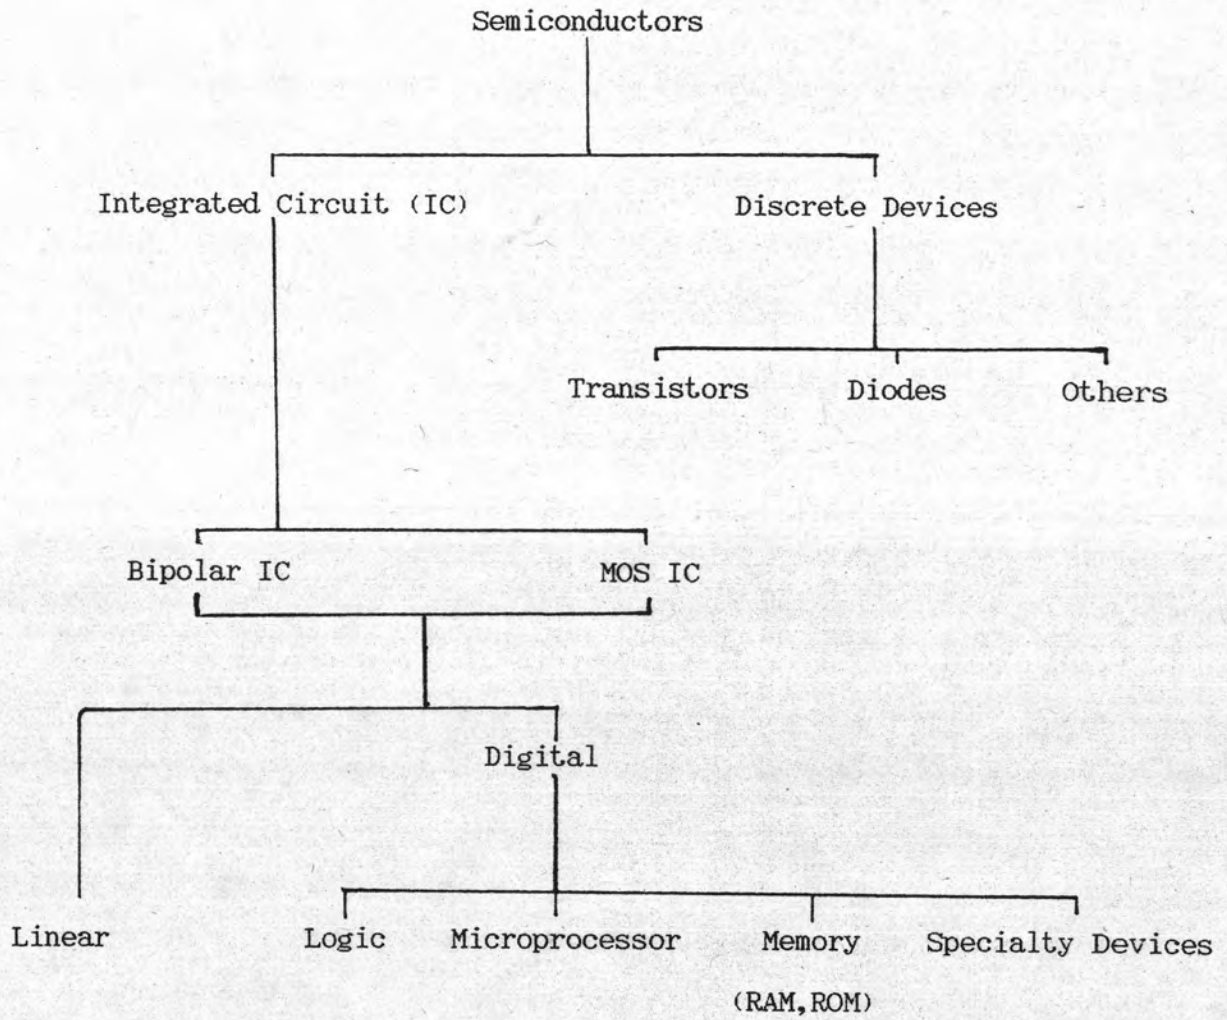 Semiconductors
Integrated Circuit (IC)
Discrete Devices
Transistors
Diodes
Others
Bipolar IC
MOS IC
Digital
Linear
Logic
Microprocessor
Memory
Specialty Devices
(RAM,ROM)